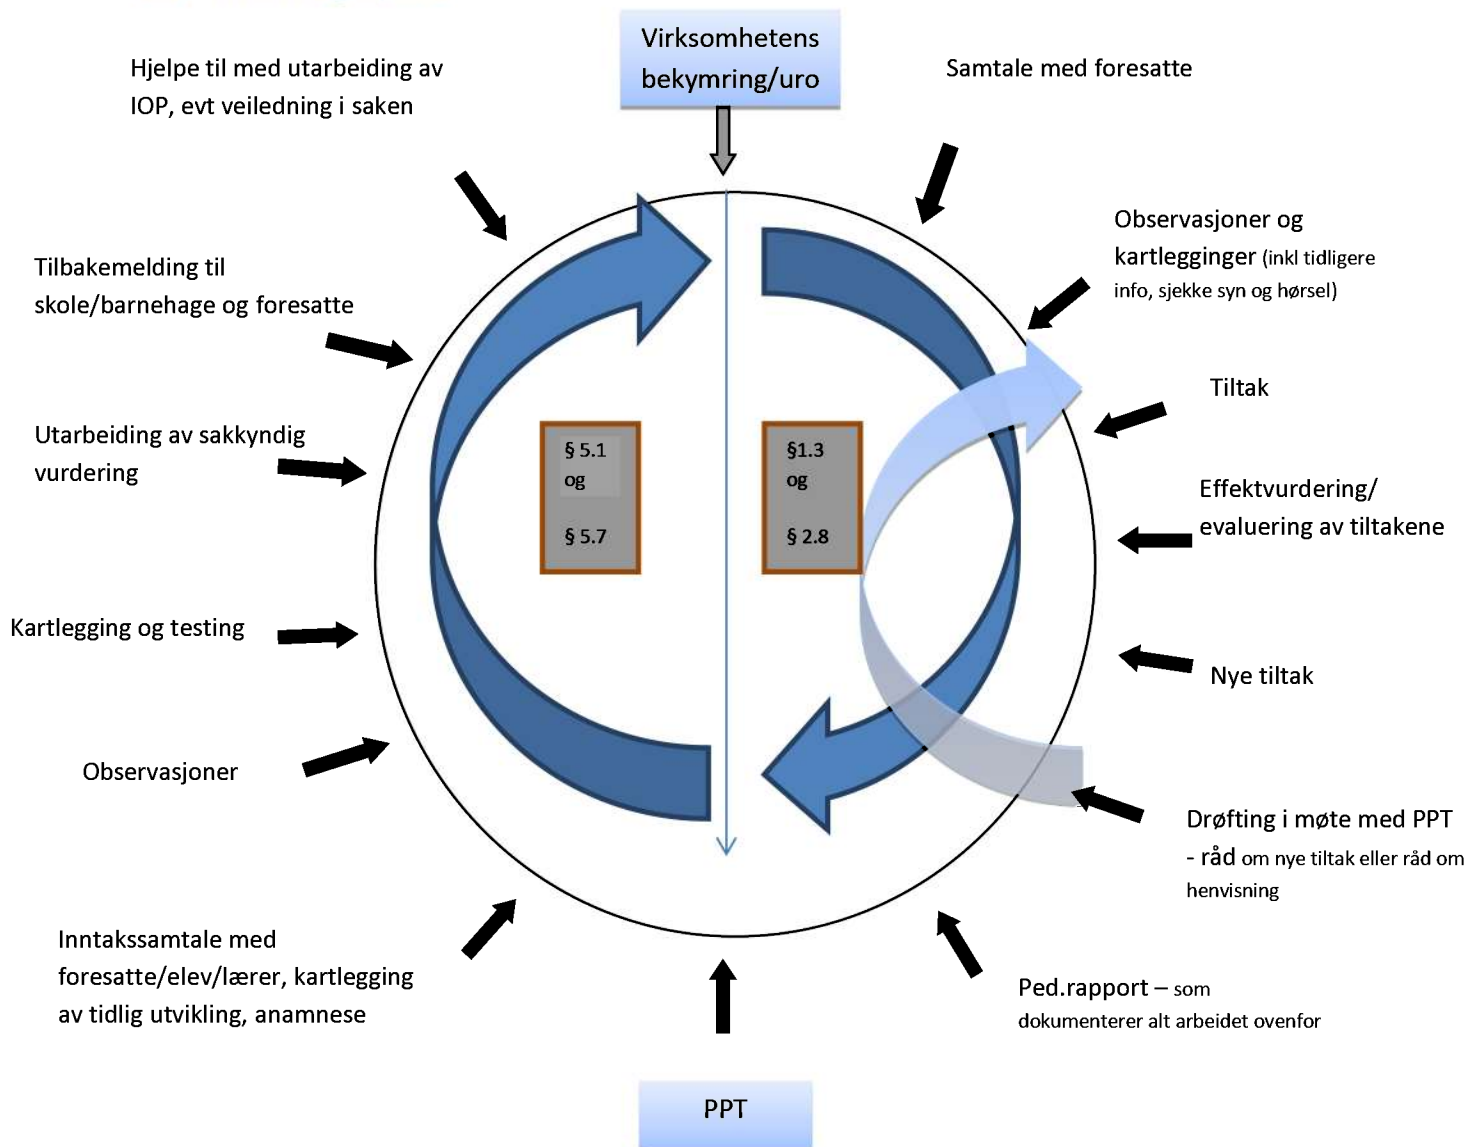 Virksomhetens
bekymring/uro
Samtale med foresatte
Observasjoner og
kartlegginger (inkl tidligere
info, sjekke syn og hørsel)
Tiltak
Effektvurdering/
evaluering av tiltakene
Nye tiltak
Drøfting i møte med PPT
- råd om nye tiltak eller råd om
henvisning
Ped.rapport – som
dokumenterer alt arbeidet ovenfor
PPT
Inntakssamtale med
foresatte/elev/lærer, kartlegging
av tidlig utvikling, anamnese
Observasjoner
Kartlegging og testing
Utarbeiding av sakkyndig
vurdering
Tilbakemelding til
skole/barnehage og foresatte
Hjelpe til med utarbeiding av
IOP, evt veiledning i saken
§ 5.1
og
§ 5.7
§1.3
og
§ 2.8